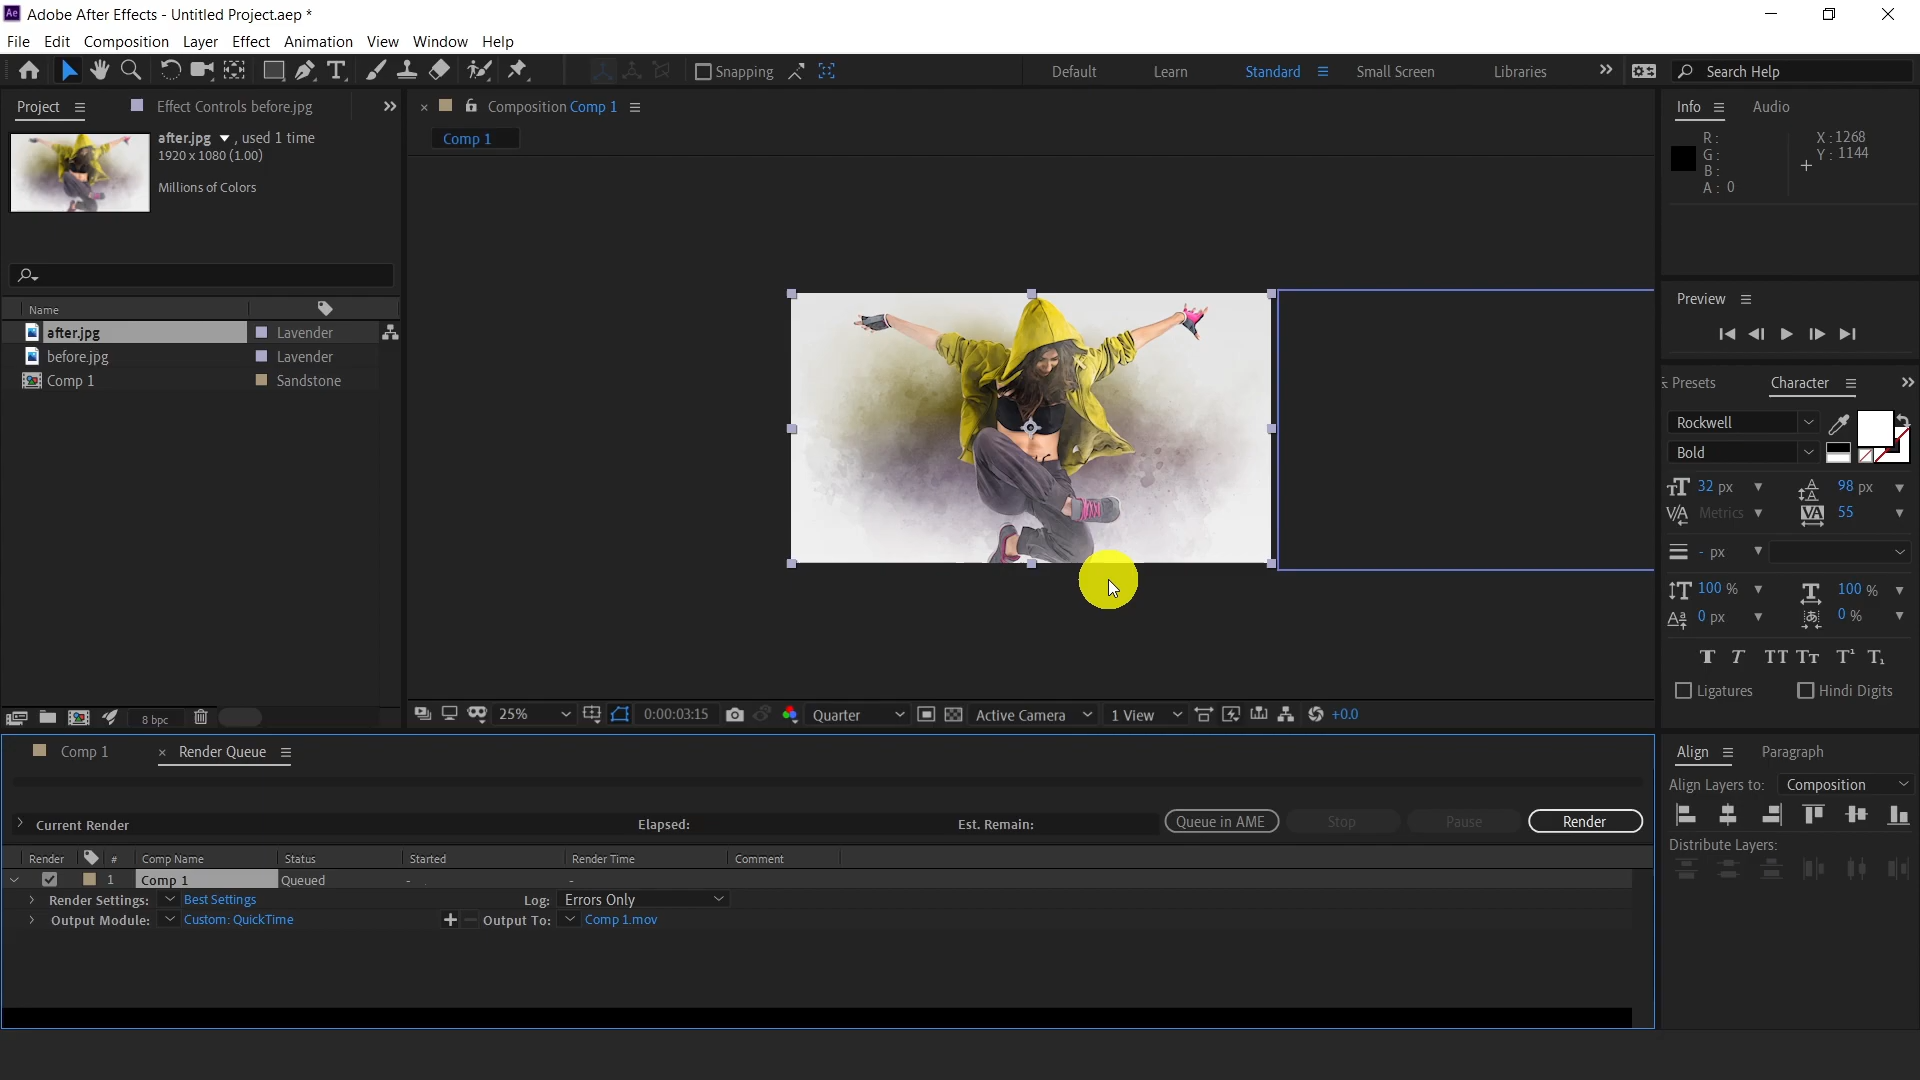 Ae Adobe After Effects - Untitled Project.aep *
File Edit Composition Layer Effect Animation View Window Help
Snapping Default Learn Standard Small Screen Libraries Search Help
Project Effect Controls before.jpg
Composition Comp 1
Info Audio
after.jpg , used 1 time
1920 x 1080 (1.00)
Millions of Colors
Comp 1
R :
G :
B :
A : 0
X : 1268
Y : 1144
Name
after.jpg Lavender
before.jpg Lavender
Comp 1 Sandstone
Preview
Presets Character
Rockwell
Bold
32 px 98 px
Metrics 55
- px
100 % 100 %
0 px 0 %
T T TT Tt T¹ T₁
Ligatures Hindi Digits
8 bpc
25% 0:00:03:15 Quarter Active Camera 1 View +0.0
Comp 1 Render Queue
Align Paragraph
Align Layers to: Composition
Distribute Layers:
Current Render Elapsed: Est. Remain: Queue in AME Stop Pause Render
Render # Comp Name Status Started Render Time Comment
1 Comp 1 Queued - -
Render Settings: Best Settings Log: Errors Only
Output Module: Custom: QuickTime Output To: Comp 1.mov